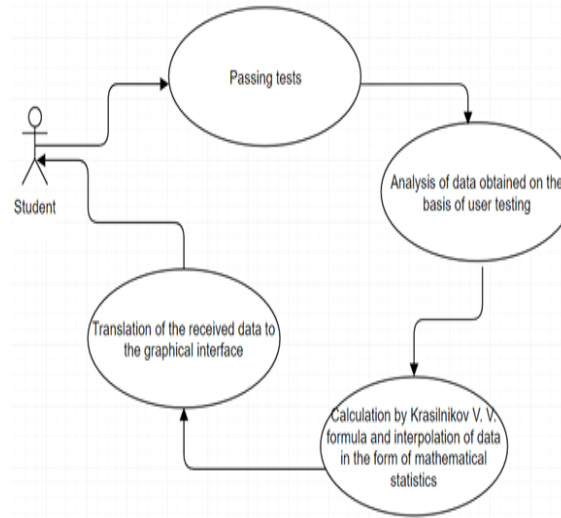 Passing tests
Student
Analysis of data obtained on the
basis of user testing
Translation of the received data to
the graphical interface
Calculation by Krasilnikov V. V.
formula and interpolation of data
in the form of mathematical
statistics